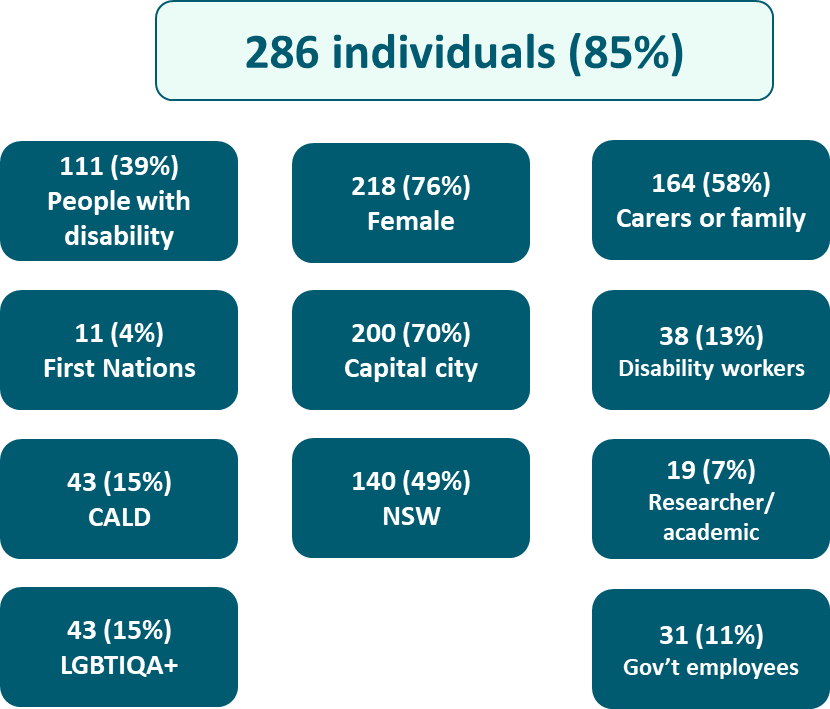 286 individuals (85%)
111 (39%)
People with
disability
218 (76%)
Female
164 (58%)
Carers or family
11 (4%)
First Nations
200 (70%)
Capital city
38 (13%)
Disability workers
43 (15%)
CALD
140 (49%)
NSW
19 (7%)
Researcher/
academic
43 (15%)
LGBTIQA+
31 (11%)
Gov’t employees